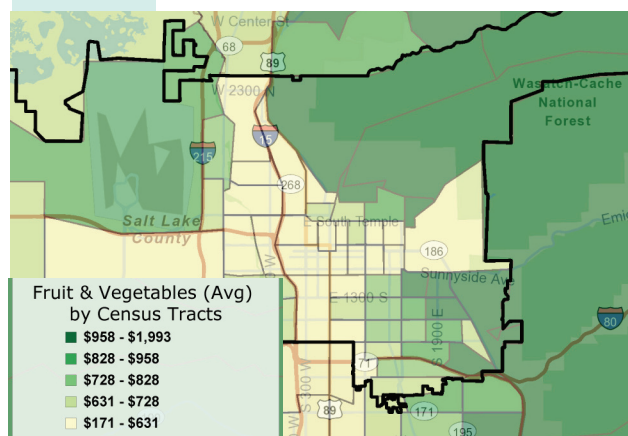 W Center St
68
89
W 2300 N
Wasatch-Cache
National
Forest
15
215
268
Salt Lake
County
E South Temple
186
Sunnyside Ave
Emi
Fruit & Vegetables (Avg)
by Census Tracts
$958 - $1,993
$828 - $958
$728 - $828
$631 - $728
$171 - $631
E 1300 S
S 1900 E
80
71
S 300 W
89
171
195